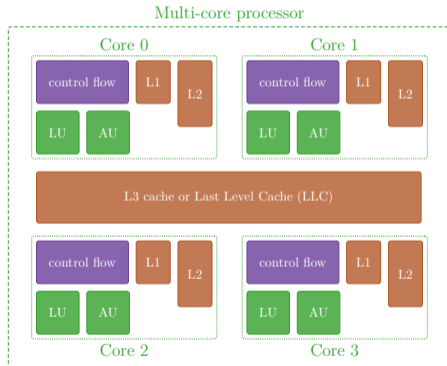 Multi-core processor
Core 0
control flow
L1
L2
LU
AU
Core 1
control flow
L1
L2
LU
AU
L3 cache or Last Level Cache (LLC)
control flow
L1
L2
LU
AU
Core 2
control flow
L1
L2
LU
AU
Core 3